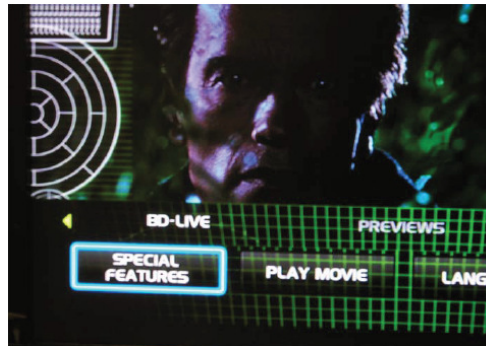 BD-LIVE
PREVIEWS
SPECIAL
FEATURES
PLAY MOVIE
LANG